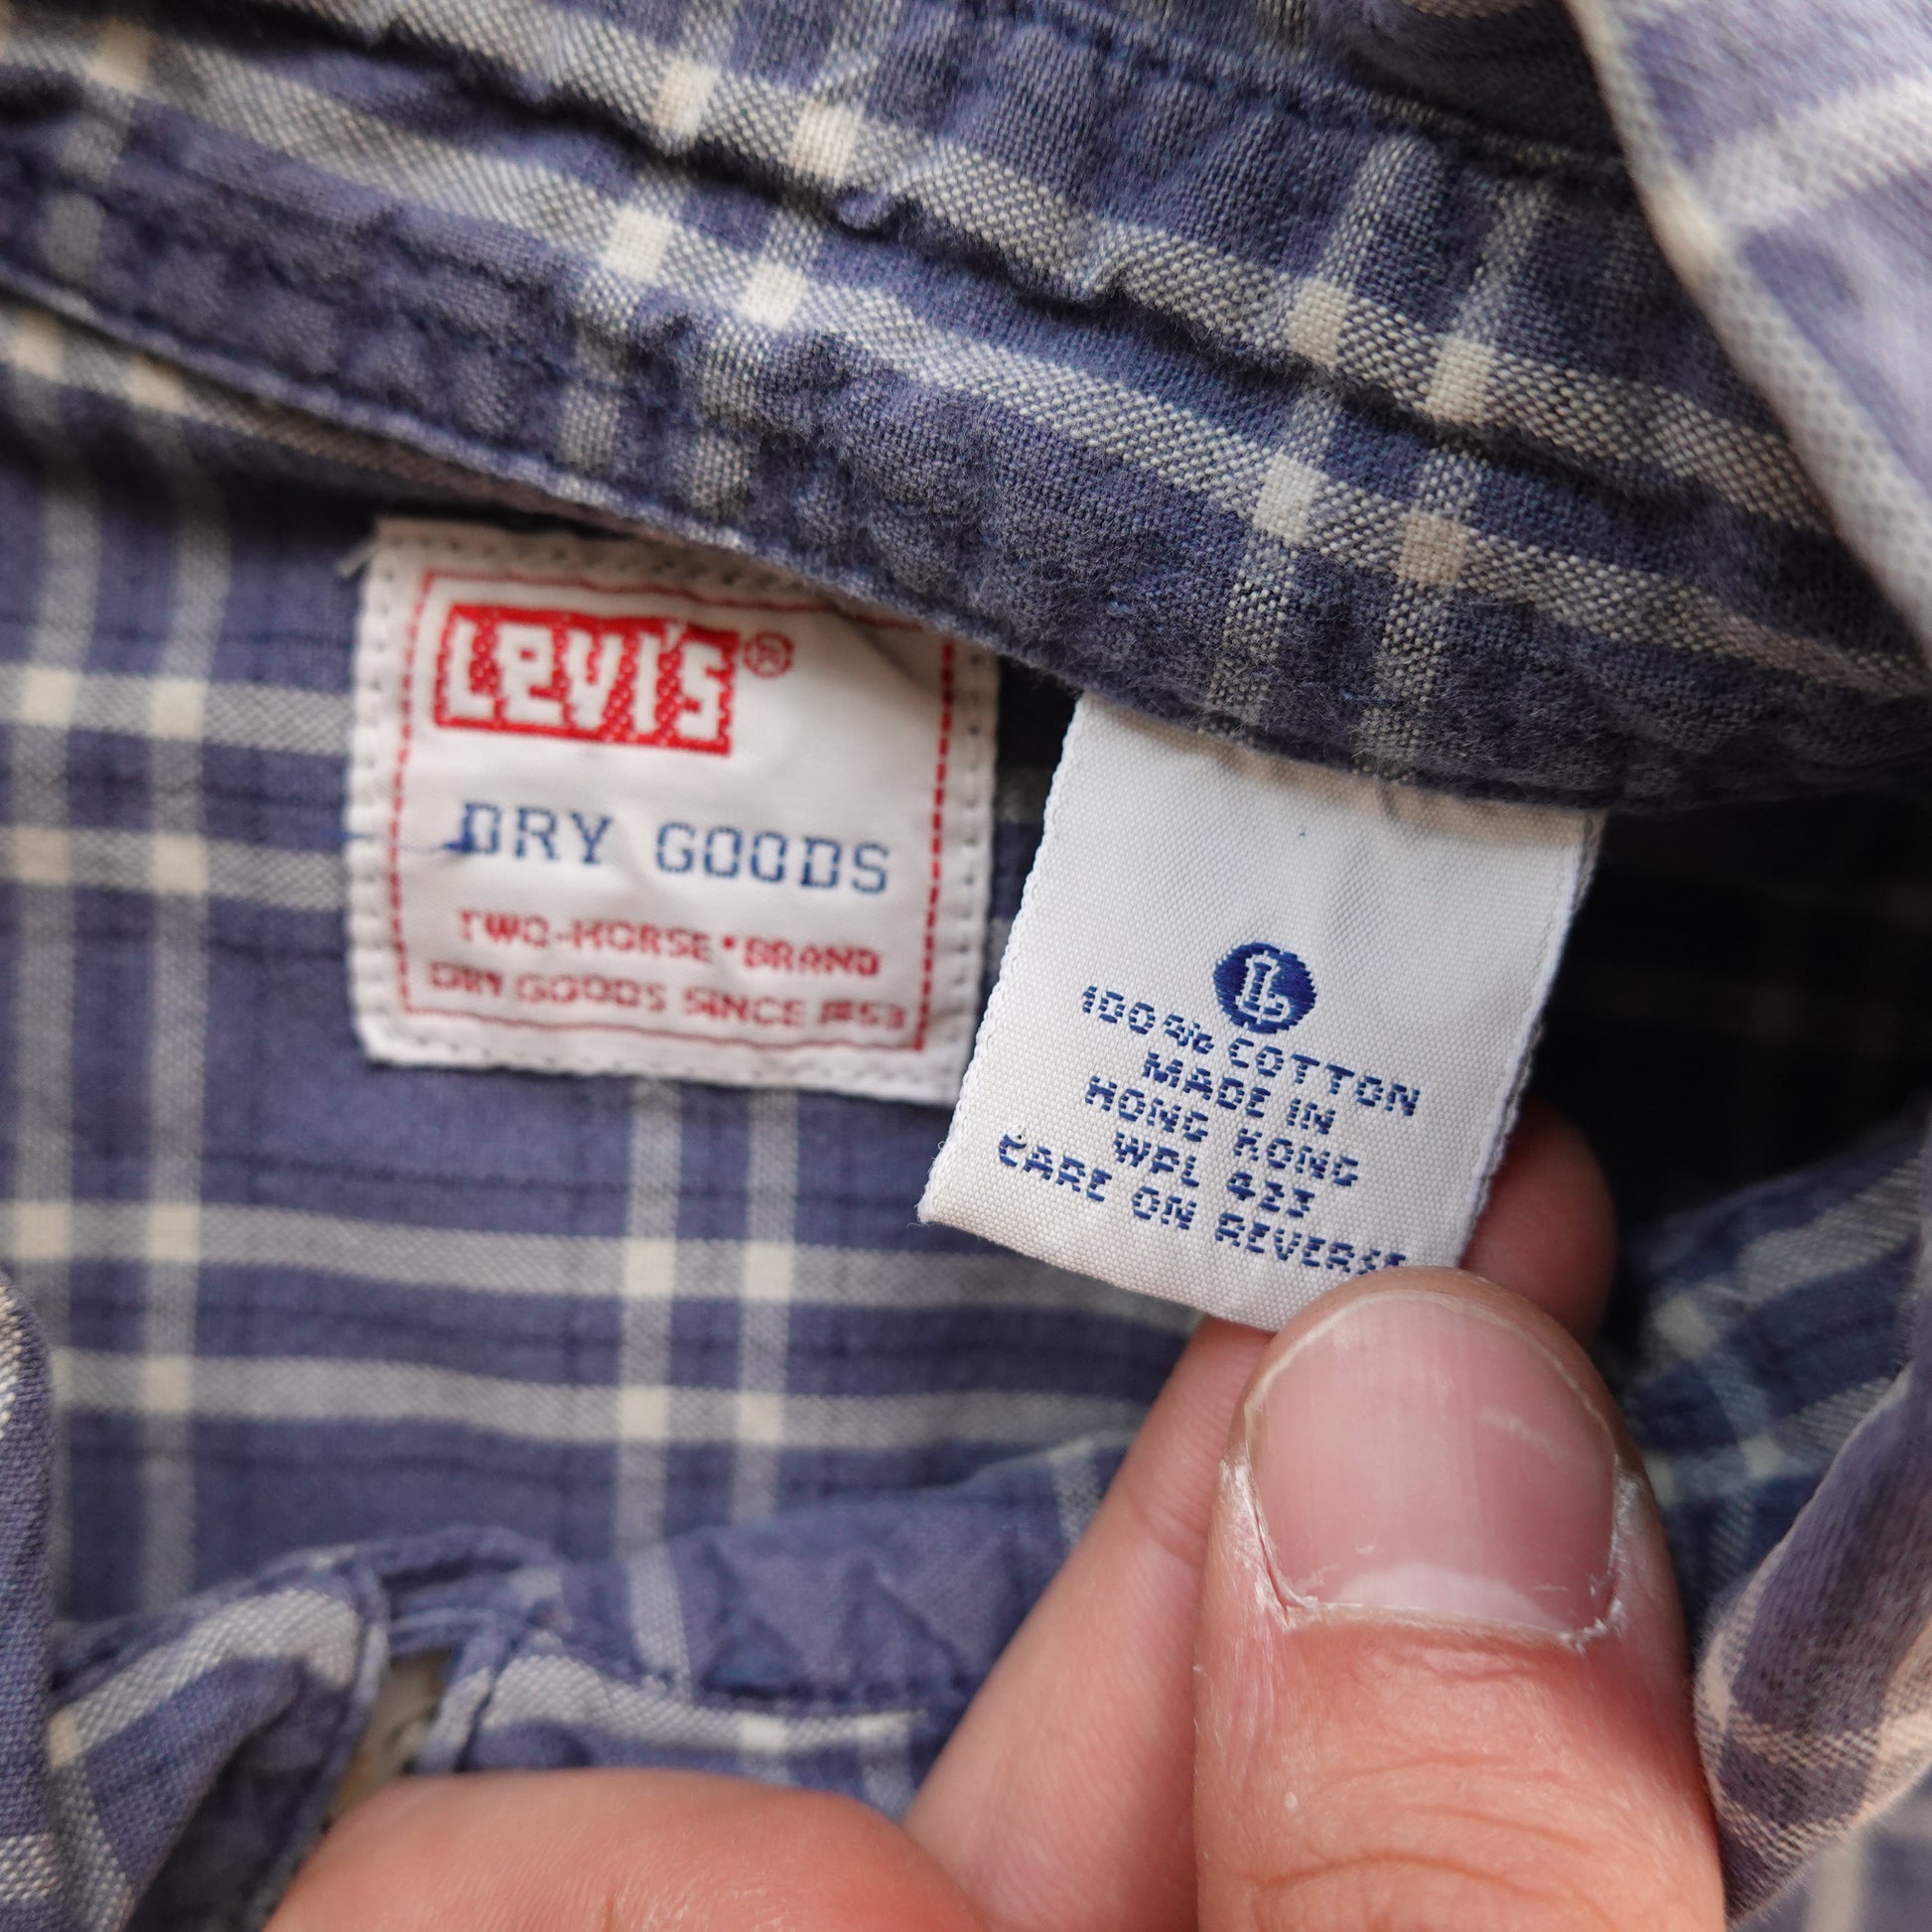 LEVI'S®
DRY GOODS
TWO-HORSE•BRAND
DRY GOODS SINCE 1853
L
100% COTTON
MADE IN
HONG KONG
WPL 423
CARE ON REVERSE